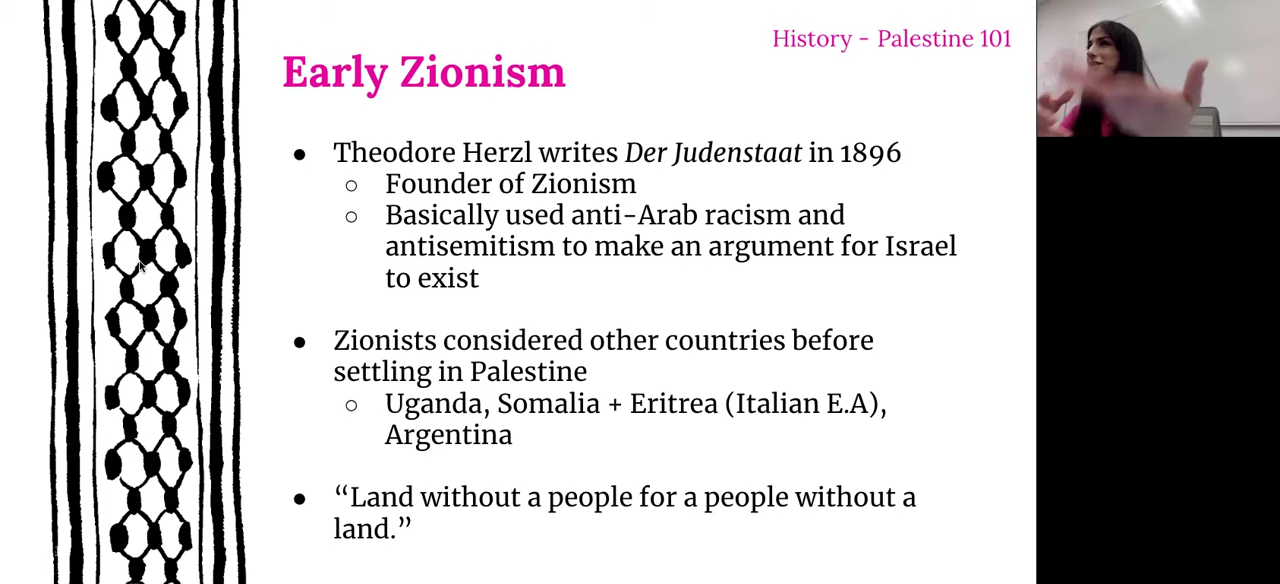 History - Palestine 101
Early Zionism
● Theodore Herzl writes Der Judenstaat in 1896
○ Founder of Zionism
○ Basically used anti-Arab racism and
antisemitism to make an argument for Israel
to exist
● Zionists considered other countries before
settling in Palestine
○ Uganda, Somalia + Eritrea (Italian E.A),
Argentina
● “Land without a people for a people without a
land.”